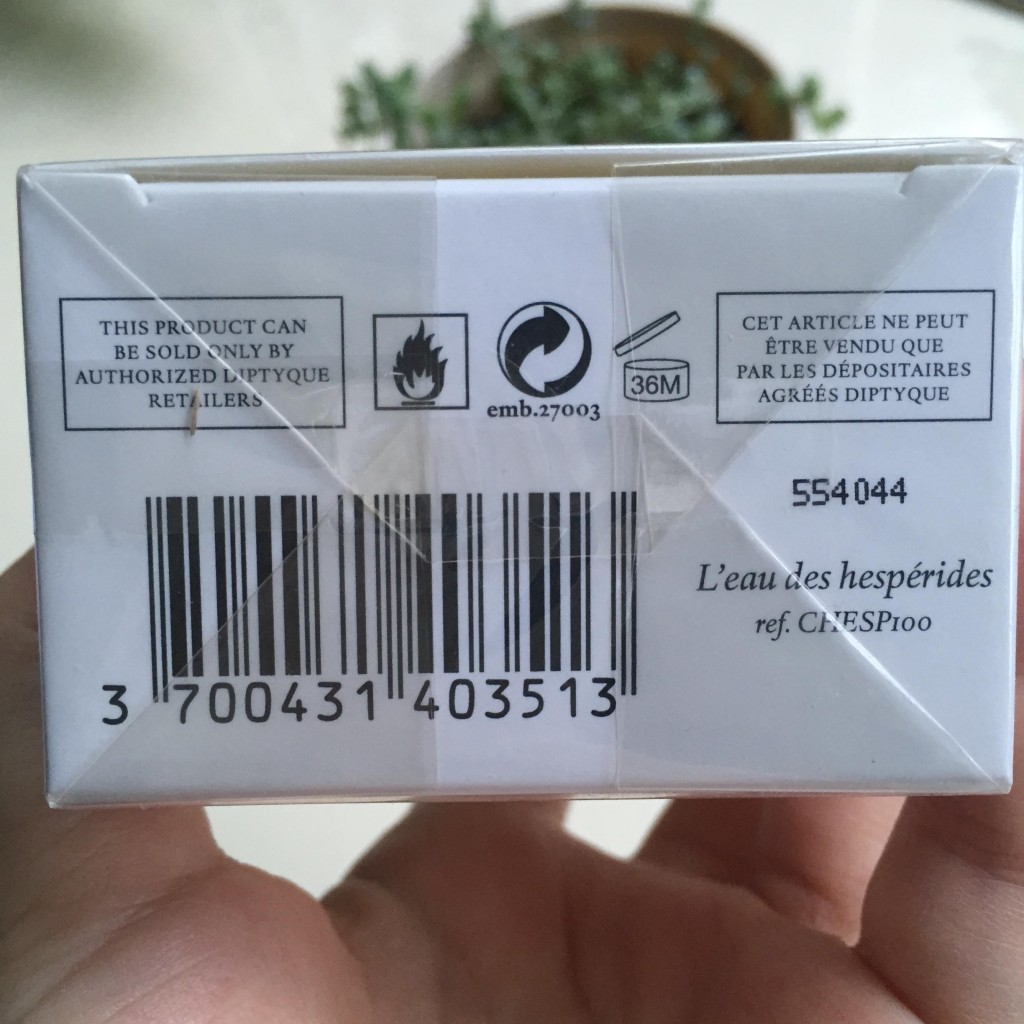 THIS PRODUCT CAN
BE SOLD ONLY BY
AUTHORIZED DIPTYQUE
RETAILERS
emb.27003
36M
CET ARTICLE NE PEUT
ÊTRE VENDU QUE
PAR LES DÉPOSITAIRES
AGRÉÉS DIPTYQUE
554044
L'eau des hespérides
ref. CHESP100
3 700431 403513